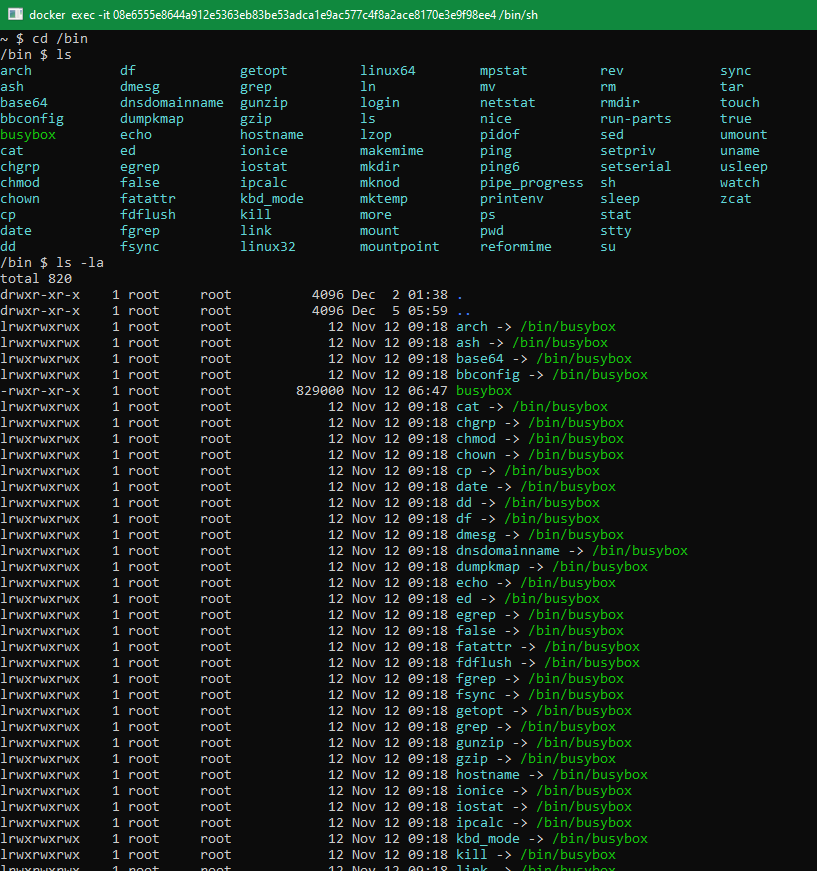 docker exec -it 08e6555e8644a912e5363eb83be53adca1e9ac577c4f8a2ace8170e3e9f98ee4 /bin/sh
~ $ cd /bin
/bin $ ls
arch df getopt linux64 mpstat rev sync
ash dmesg grep ln mv rm tar
base64 dnsdomainname gunzip login netstat rmdir touch
bbconfig dumpkmap gzip ls nice run-parts true
busybox echo hostname lzop pidof sed umount
cat ed ionice makemime ping setpriv uname
chgrp egrep iostat mkdir ping6 setserial usleep
chmod false ipcalc mknod pipe_progress sh watch
chown fatattr kbd_mode mktemp printenv sleep zcat
cp fdflush kill more ps stat
date fgrep link mount pwd stty
dd fsync linux32 mountpoint reformime su
/bin $ ls -la
total 820
drwxr-xr-x 1 root root 4096 Dec 2 01:38 .
drwxr-xr-x 1 root root 4096 Dec 5 05:59 ..
lrwxrwxrwx 1 root root 12 Nov 12 09:18 arch -> /bin/busybox
lrwxrwxrwx 1 root root 12 Nov 12 09:18 ash -> /bin/busybox
lrwxrwxrwx 1 root root 12 Nov 12 09:18 base64 -> /bin/busybox
lrwxrwxrwx 1 root root 12 Nov 12 09:18 bbconfig -> /bin/busybox
-rwxr-xr-x 1 root root 829000 Nov 12 06:47 busybox
lrwxrwxrwx 1 root root 12 Nov 12 09:18 cat -> /bin/busybox
lrwxrwxrwx 1 root root 12 Nov 12 09:18 chgrp -> /bin/busybox
lrwxrwxrwx 1 root root 12 Nov 12 09:18 chmod -> /bin/busybox
lrwxrwxrwx 1 root root 12 Nov 12 09:18 chown -> /bin/busybox
lrwxrwxrwx 1 root root 12 Nov 12 09:18 cp -> /bin/busybox
lrwxrwxrwx 1 root root 12 Nov 12 09:18 date -> /bin/busybox
lrwxrwxrwx 1 root root 12 Nov 12 09:18 dd -> /bin/busybox
lrwxrwxrwx 1 root root 12 Nov 12 09:18 df -> /bin/busybox
lrwxrwxrwx 1 root root 12 Nov 12 09:18 dmesg -> /bin/busybox
lrwxrwxrwx 1 root root 12 Nov 12 09:18 dnsdomainname -> /bin/busybox
lrwxrwxrwx 1 root root 12 Nov 12 09:18 dumpkmap -> /bin/busybox
lrwxrwxrwx 1 root root 12 Nov 12 09:18 echo -> /bin/busybox
lrwxrwxrwx 1 root root 12 Nov 12 09:18 ed -> /bin/busybox
lrwxrwxrwx 1 root root 12 Nov 12 09:18 egrep -> /bin/busybox
lrwxrwxrwx 1 root root 12 Nov 12 09:18 false -> /bin/busybox
lrwxrwxrwx 1 root root 12 Nov 12 09:18 fatattr -> /bin/busybox
lrwxrwxrwx 1 root root 12 Nov 12 09:18 fdflush -> /bin/busybox
lrwxrwxrwx 1 root root 12 Nov 12 09:18 fgrep -> /bin/busybox
lrwxrwxrwx 1 root root 12 Nov 12 09:18 fsync -> /bin/busybox
lrwxrwxrwx 1 root root 12 Nov 12 09:18 getopt -> /bin/busybox
lrwxrwxrwx 1 root root 12 Nov 12 09:18 grep -> /bin/busybox
lrwxrwxrwx 1 root root 12 Nov 12 09:18 gunzip -> /bin/busybox
lrwxrwxrwx 1 root root 12 Nov 12 09:18 gzip -> /bin/busybox
lrwxrwxrwx 1 root root 12 Nov 12 09:18 hostname -> /bin/busybox
lrwxrwxrwx 1 root root 12 Nov 12 09:18 ionice -> /bin/busybox
lrwxrwxrwx 1 root root 12 Nov 12 09:18 iostat -> /bin/busybox
lrwxrwxrwx 1 root root 12 Nov 12 09:18 ipcalc -> /bin/busybox
lrwxrwxrwx 1 root root 12 Nov 12 09:18 kbd_mode -> /bin/busybox
lrwxrwxrwx 1 root root 12 Nov 12 09:18 kill -> /bin/busybox
lrwxrwxrwx 1 root root 12 Nov 12 09:18 link -> /bin/busybox